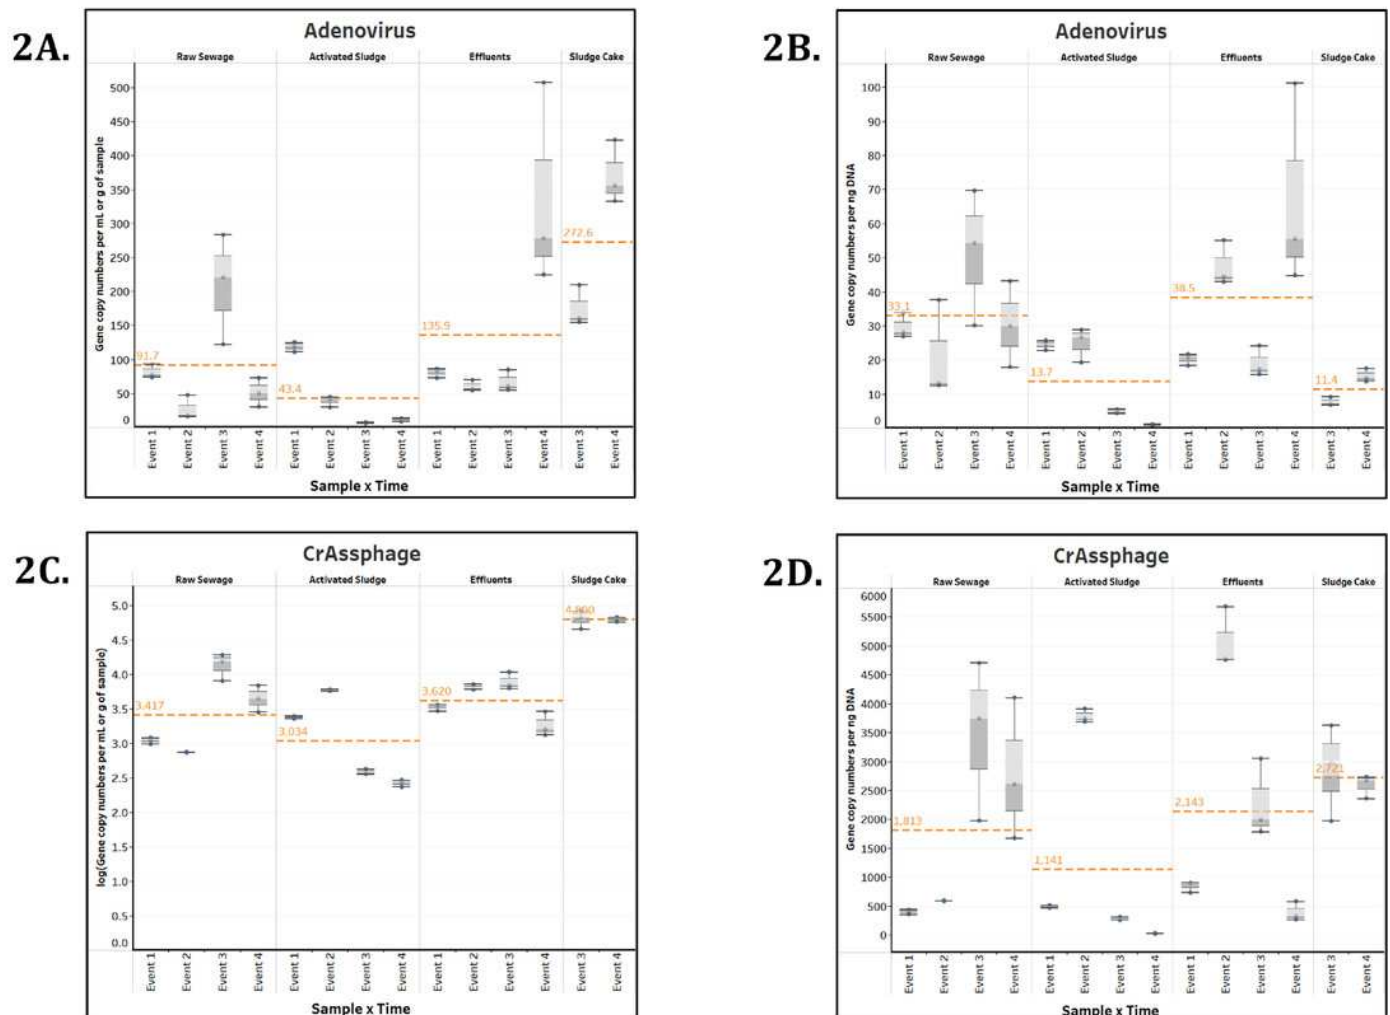 2A.
Adenovirus
Raw Sewage Activated Sludge Effluents Sludge Cake
Gene copy numbers per mL or g of sample
500
450
400
350
300
250
200
150
100
50
0
91.7
43.4
135.9
272.6
Event 1 Event 2 Event 3 Event 4 Event 1 Event 2 Event 3 Event 4 Event 1 Event 2 Event 3 Event 4 Event 3 Event 4
Sample x Time
2B.
Adenovirus
Raw Sewage Activated Sludge Effluents Sludge Cake
Gene copy numbers per ng DNA
100
90
80
70
60
50
40
30
20
10
0
33.1
13.7
38.5
11.4
Event 1 Event 2 Event 3 Event 4 Event 1 Event 2 Event 3 Event 4 Event 1 Event 2 Event 3 Event 4 Event 3 Event 4
Sample x Time
2C.
CrAssphage
Raw Sewage Activated Sludge Effluents Sludge Cake
log(Gene copy numbers per mL or g of sample)
5.0
4.5
4.0
3.5
3.0
2.5
2.0
1.5
1.0
0.5
0.0
3.417
3.034
3.620
4.800
Event 1 Event 2 Event 3 Event 4 Event 1 Event 2 Event 3 Event 4 Event 1 Event 2 Event 3 Event 4 Event 3 Event 4
Sample x Time
2D.
CrAssphage
Raw Sewage Activated Sludge Effluents Sludge Cake
Gene copy numbers per ng DNA
6000
5500
5000
4500
4000
3500
3000
2500
2000
1500
1000
500
0
1,813
1,141
2,143
2,721
Event 1 Event 2 Event 3 Event 4 Event 1 Event 2 Event 3 Event 4 Event 1 Event 2 Event 3 Event 4 Event 3 Event 4
Sample x Time